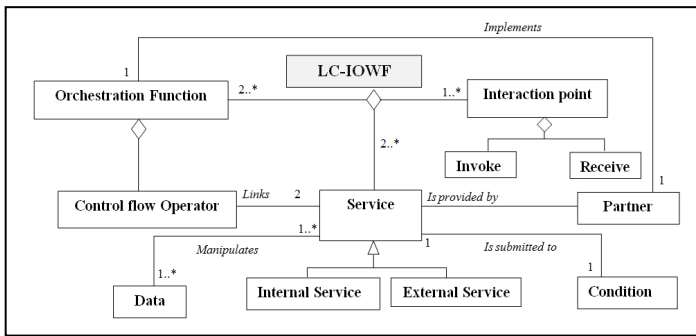 Implements
1
LC-IOWF
Orchestration Function
2..*
1..*
Interaction point
2..*
Invoke
Receive
1
Control flow Operator
Links
2
Service
Is provided by
Partner
1..*
Manipulates
1
Is submitted to
1..*
1
Data
Internal Service
External Service
Condition